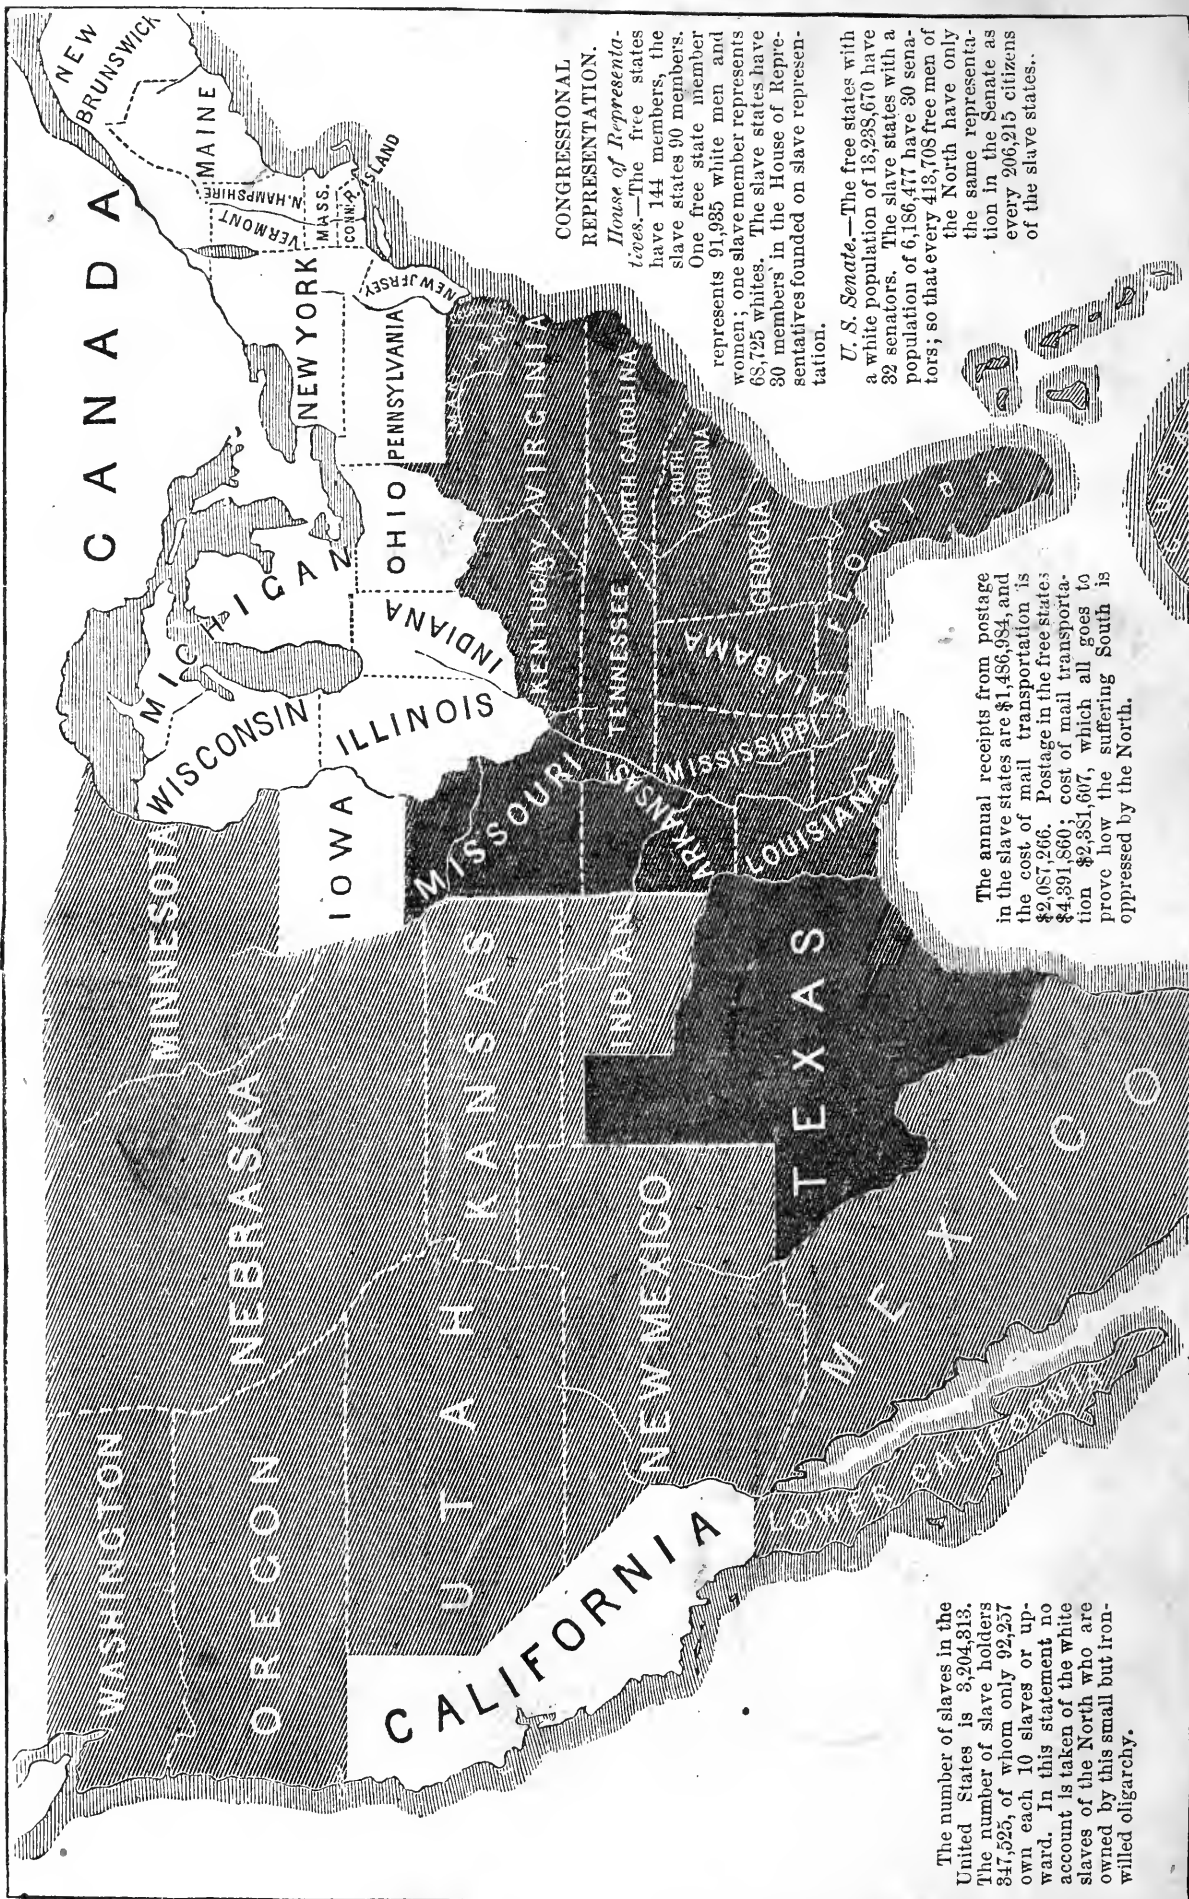 CANADA
NEW
BRUNSWICK
MAINE
N. HAMPSHIRE
VERMONT
MASS.
CONN.
R. ISLAND
NEW YORK
NEW JERSEY
PENNSYLVANIA
MICHIGAN
WISCONSIN
OHIO
INDIANA
ILLINOIS
IOWA
MINNESOTA
NEBRASKA
WASHINGTON
OREGON
UTAH
KANSAS
INDIAN
NEW MEXICO
CALIFORNIA
VIRGINIA
KENTUCKY
NORTH CAROLINA
TENNESSEE
SOUTH
CAROLINA
GEORGIA
ALABAMA
MISSISSIPPI
MISSOURI
ARKANSAS
LOUISIANA
FLORIDA
TEXAS
MEXICO
LOWER CALIFORNIA
CUBA
CONGRESSIONAL
REPRESENTATION.
House of Representa-
tives.—The free states
have 144 members, the
slave states 90 members.
One free state member
represents 91,935 white men and
women; one slave member represents
68,725 whites. The slave states have
30 members in the House of Repre-
sentatives founded on slave represen-
tation.
U. S. Senate.—The free states with
a white population of 13,238,670 have
32 senators. The slave states with a
population of 6,186,477 have 30 sena-
tors; so that every 413,708 free men of
the North have only
the same representa-
tion in the Senate as
every 206,215 citizens
of the slave states..
The annual receipts from postage
in the slave states are $1,486,984, and
the cost of mail transportation is
$2,087,266. Postage in the free states
$4,391,860; cost of mail transporta-
tion $2,381,607, which all goes to
prove how the suffering South is
oppressed by the North.
The number of slaves in the
United States is 3,204,313.
The number of slave holders
347,525, of whom only 92,257
own each 10 slaves or up-
ward. In this statement no
account is taken of the white
slaves of the North who are
owned by this small but iron-
willed oligarchy.